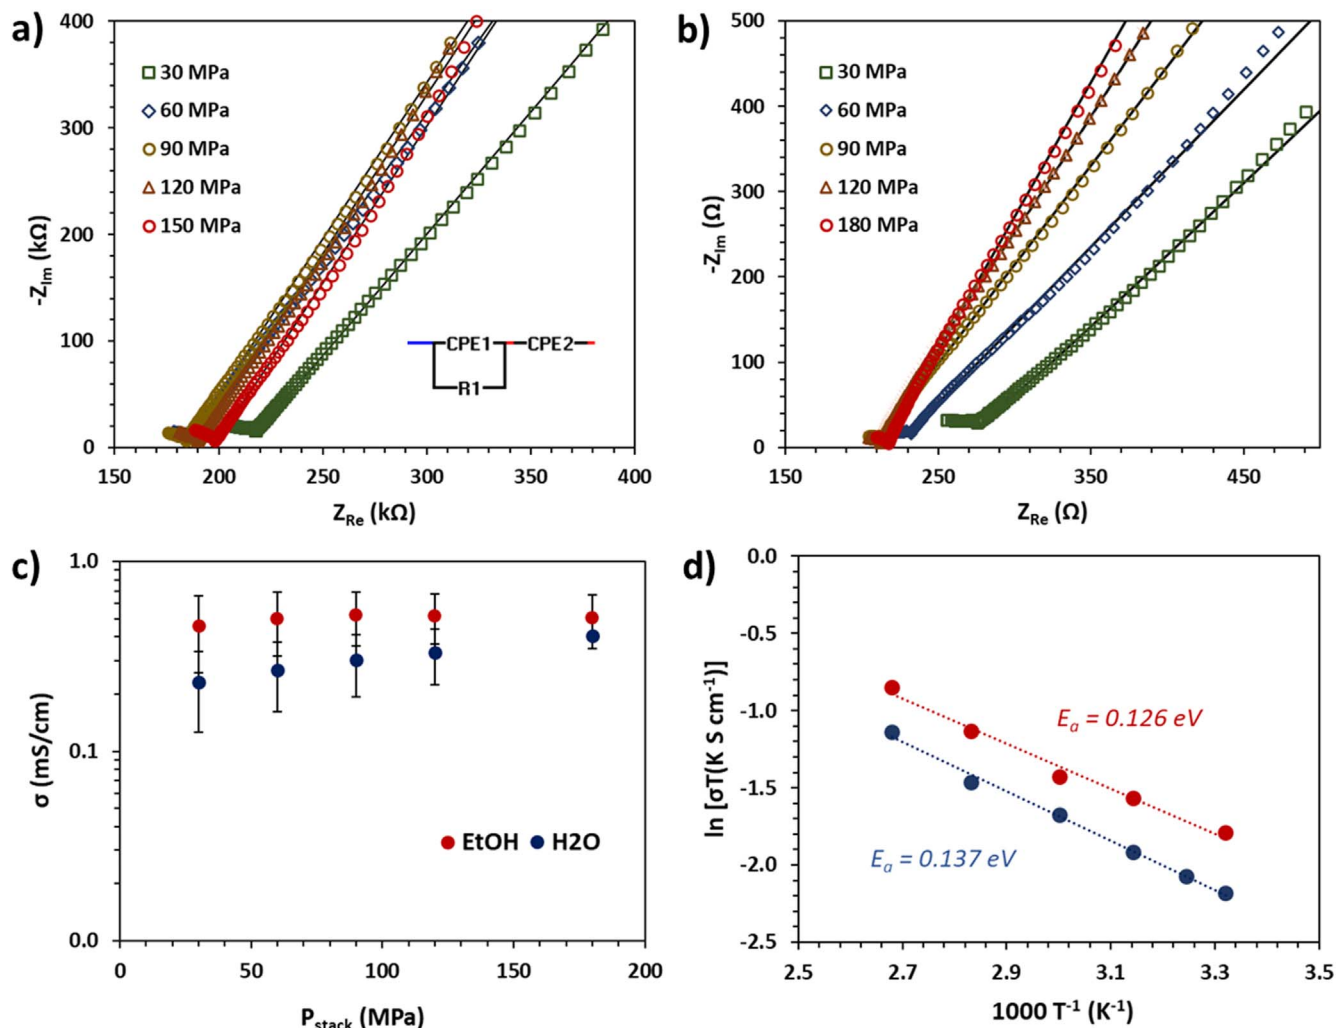 a)
400
300
200
100
0
-Z_Im (kΩ)
30 MPa
60 MPa
90 MPa
120 MPa
150 MPa
CPE1
CPE2
R1
150 200 250 300 350 400
Z_Re (kΩ)
b)
500
400
300
200
100
0
-Z_Im (Ω)
30 MPa
60 MPa
90 MPa
120 MPa
180 MPa
150 250 350 450
Z_Re (Ω)
c)
1.0
0.1
0.0
σ (mS/cm)
EtOH H2O
0 50 100 150 200
P_stack (MPa)
d)
0.0
-0.5
-1.0
-1.5
-2.0
-2.5
ln [σT(K S cm⁻¹)]
E_a = 0.126 eV
E_a = 0.137 eV
2.5 2.7 2.9 3.1 3.3 3.5
1000 T⁻¹ (K⁻¹)